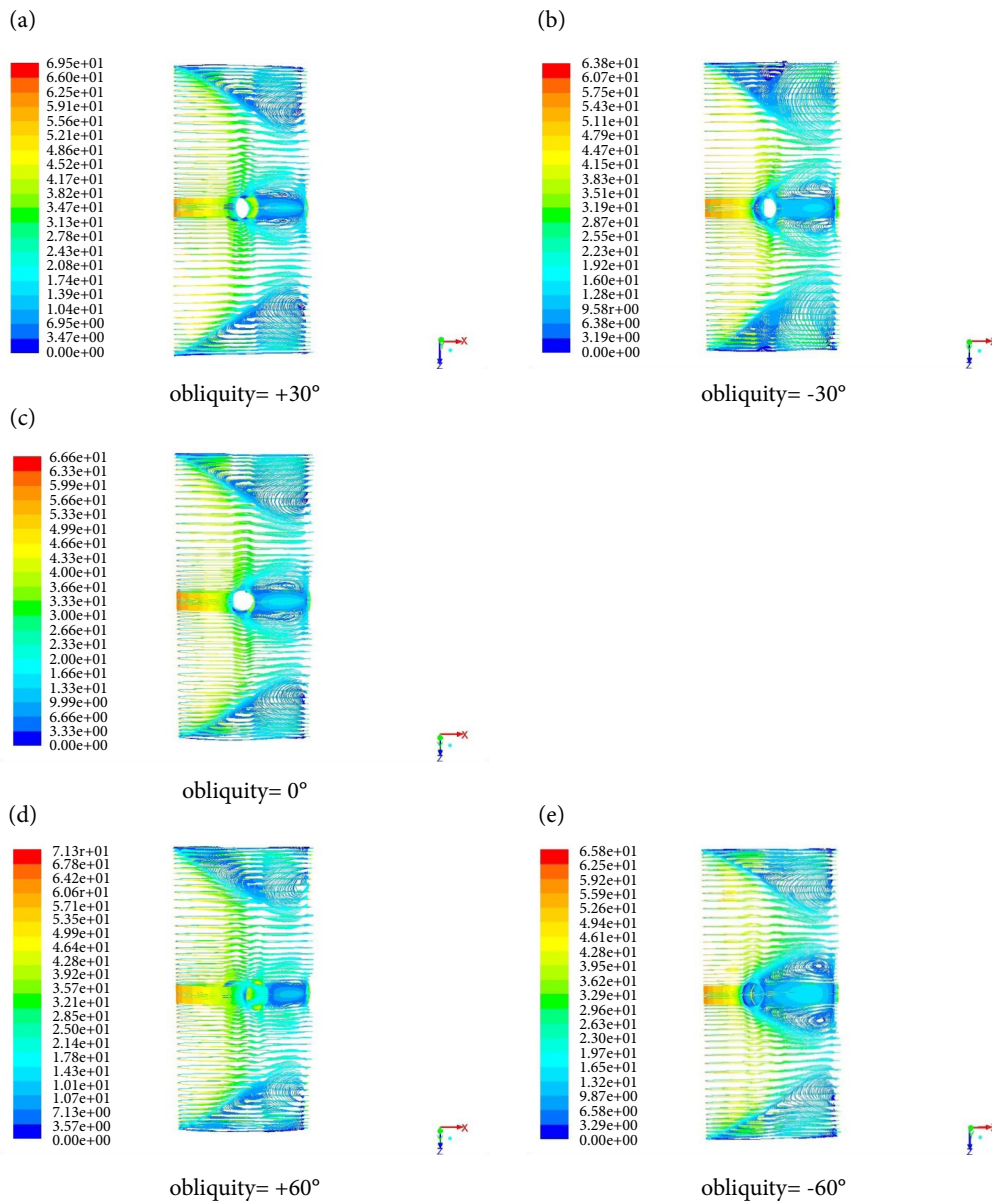 (a)
6.95e+01
6.60e+01
6.25e+01
5.91e+01
5.56e+01
5.21e+01
4.86e+01
4.52e+01
4.17e+01
3.82e+01
3.47e+01
3.13e+01
2.78e+01
2.43e+01
2.08e+01
1.74e+01
1.39e+01
1.04e+01
6.95e+00
3.47e+00
0.00e+00
X
Z
obliquity= +30°
(b)
6.38e+01
6.07e+01
5.75e+01
5.43e+01
5.11e+01
4.79e+01
4.47e+01
4.15e+01
3.83e+01
3.51e+01
3.19e+01
2.87e+01
2.55e+01
2.23e+01
1.92e+01
1.60e+01
1.28e+01
9.58r+00
6.38e+00
3.19e+00
0.00e+00
X
Z
obliquity= -30°
(c)
6.66e+01
6.33e+01
5.99e+01
5.66e+01
5.33e+01
4.99e+01
4.66e+01
4.33e+01
4.00e+01
3.66e+01
3.33e+01
3.00e+01
2.66e+01
2.33e+01
2.00e+01
1.66e+01
1.33e+01
9.99e+00
6.66e+00
3.33e+00
0.00e+00
X
Z
obliquity= 0°
(d)
7.13r+01
6.78e+01
6.42e+01
6.06r+01
5.71e+01
5.35e+01
4.99e+01
4.64e+01
4.28e+01
3.92e+01
3.57e+01
3.21e+01
2.85e+01
2.50e+01
2.14e+01
1.78e+01
1.43e+01
1.01e+01
1.07e+01
7.13e+00
3.57e+00
0.00e+00
X
Z
obliquity= +60°
(e)
6.58e+01
6.25e+01
5.92e+01
5.59e+01
5.26e+01
4.94e+01
4.61e+01
4.28e+01
3.95e+01
3.62e+01
3.29e+01
2.96e+01
2.63e+01
2.30e+01
1.97e+01
1.65e+01
1.32e+01
9.87e+00
6.58e+00
3.29e+00
0.00e+00
X
Z
obliquity= -60°